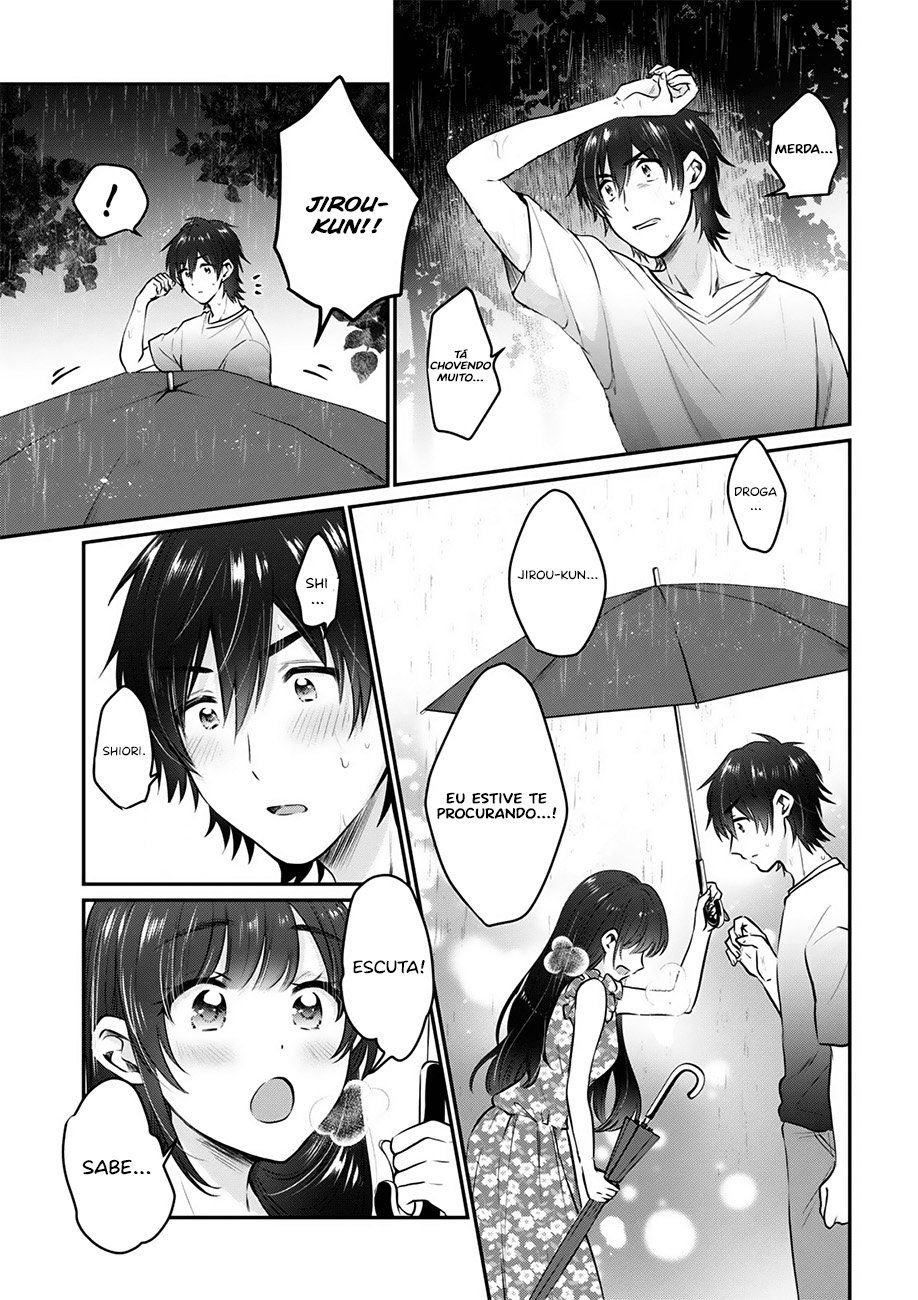 MERDA...
TÁ
CHOVENDO
MUITO...
JIROU-
KUN!!
!
DROGA
...
JIROU-KUN...
EU ESTIVE TE
PROCURANDO...!
SHI
...
SHIORI.
ESCUTA!
SABE...